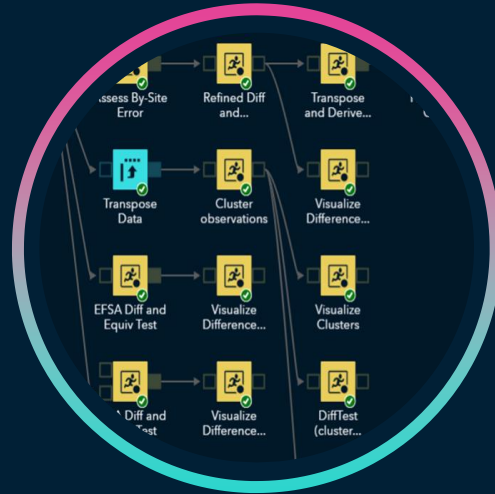 Assess By-Site
Error
Refined Diff
and...
Transpose
and Derive...
Transpose
Data
Cluster
observations
Visualize
Difference...
EFSA Diff and
Equiv Test
Visualize
Difference...
Visualize
Clusters
Diff and
Test
Visualize
Difference...
DiffTest
(cluster...